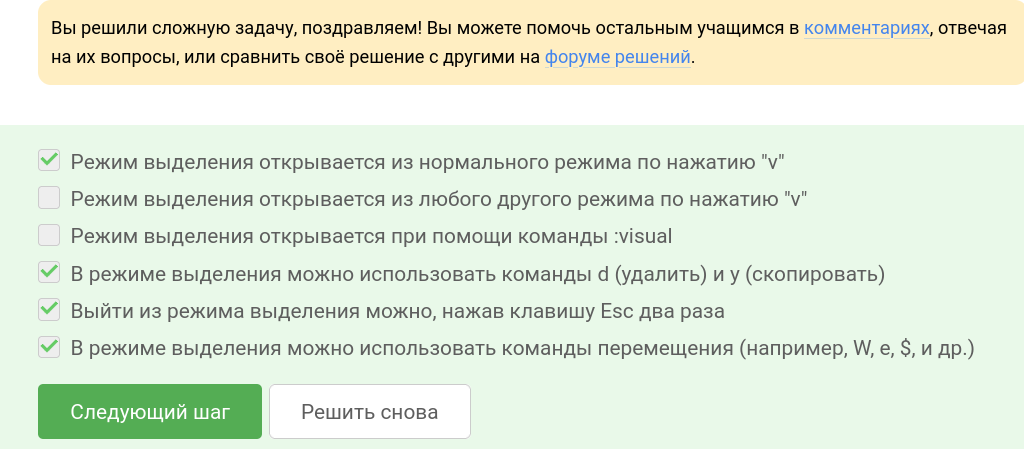 Вы решили сложную задачу, поздравляем! Вы можете помочь остальным учащимся в комментариях, отвечая
на их вопросы, или сравнить своё решение с другими на форуме решений.
Режим выделения открывается из нормального режима по нажатию "v"
Режим выделения открывается из любого другого режима по нажатию "v"
Режим выделения открывается при помощи команды :visual
В режиме выделения можно использовать команды d (удалить) и y (скопировать)
Выйти из режима выделения можно, нажав клавишу Esc два раза
В режиме выделения можно использовать команды перемещения (например, W, e, $, и др.)
Следующий шаг Решить снова